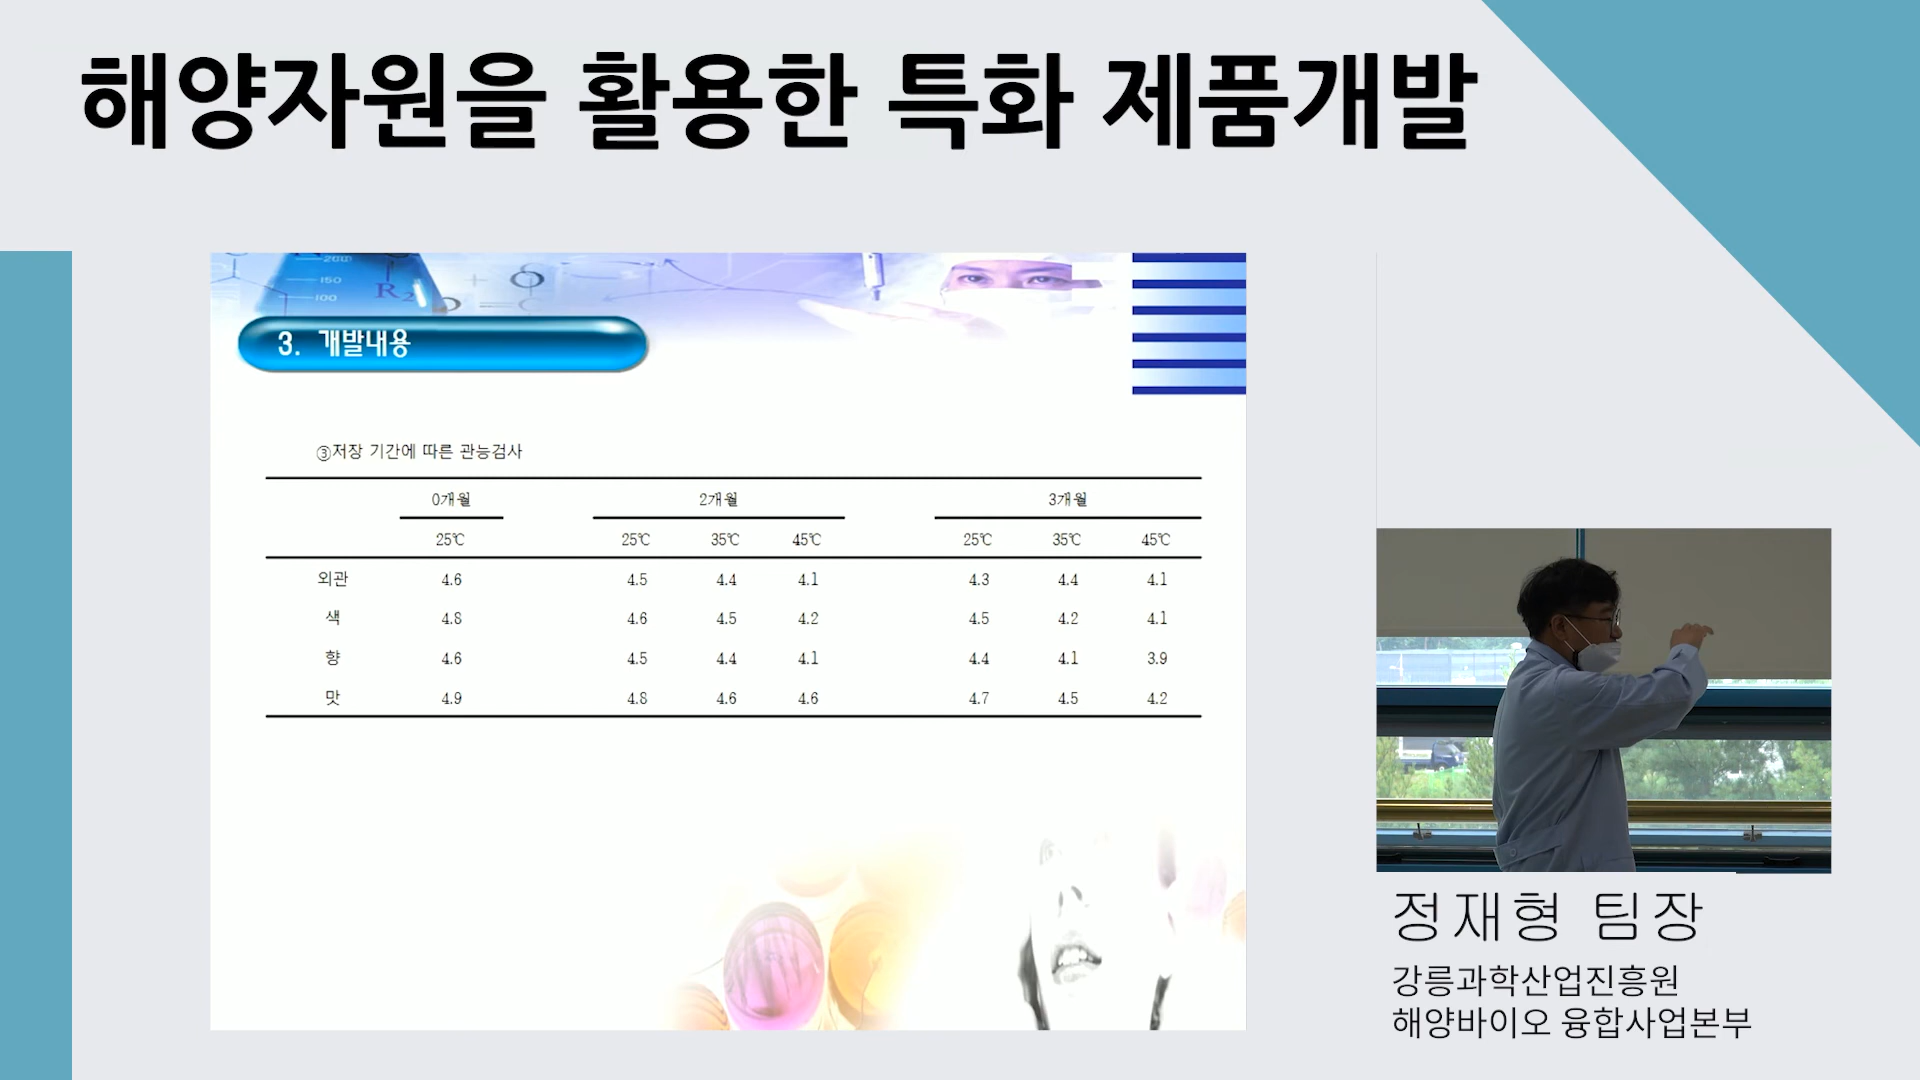 해양자원을 활용한 특화 제품개발
200
150
100
R2
3. 개발내용
③저장 기간에 따른 관능검사
0개월 2개월 3개월
25℃ 25℃ 35℃ 45℃ 25℃ 35℃ 45℃
외관 4.6 4.5 4.4 4.1 4.3 4.4 4.1
색 4.8 4.6 4.5 4.2 4.5 4.2 4.1
향 4.6 4.5 4.4 4.1 4.4 4.1 3.9
맛 4.9 4.8 4.6 4.6 4.7 4.5 4.2
정재형 팀장
강릉과학산업진흥원
해양바이오 융합사업본부